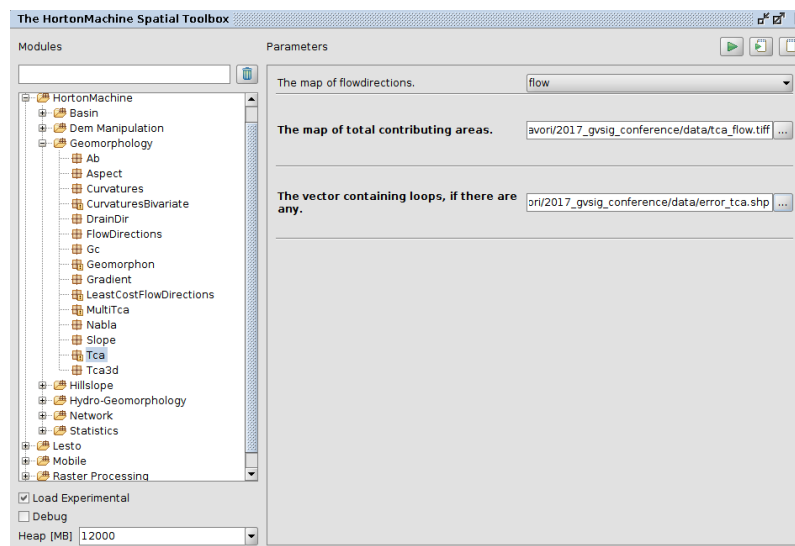 The HortonMachine Spatial Toolbox
Modules
Parameters
HortonMachine
Basin
Dem Manipulation
Geomorphology
Ab
Aspect
Curvatures
CurvaturesBivariate
DrainDir
FlowDirections
Gc
Geomorphon
Gradient
LeastCostFlowDirections
MultiTca
Nabla
Slope
Tca
Tca3d
Hillslope
Hydro-Geomorphology
Network
Statistics
Lesto
Mobile
Raster Processing
Load Experimental
Debug
Heap [MB] 12000
The map of flowdirections. flow
The map of total contributing areas. avori/2017_gvsig_conference/data/tca_flow.tiff ...
The vector containing loops, if there are
any.
ori/2017_gvsig_conference/data/error_tca.shp ...